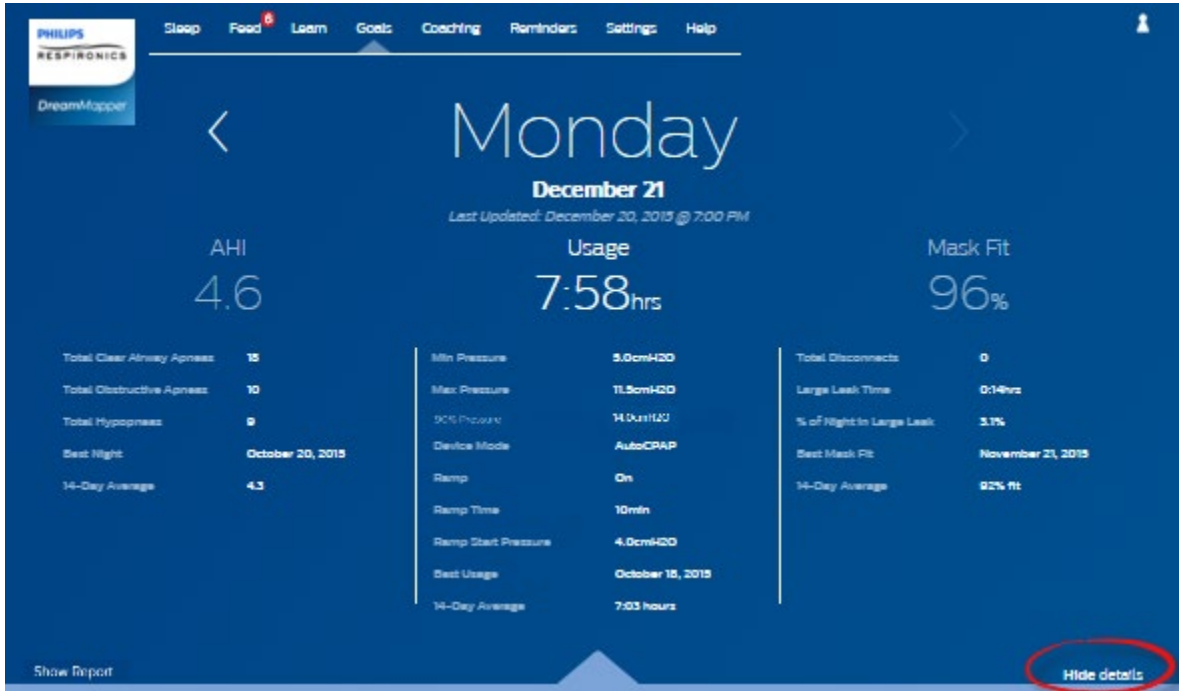 PHILIPS
RESPIRONICS
DreamMapper
Sleep Feed 6 Learn Goals Coaching Reminders Settings Help
Monday
December 21
Last Updated: December 20, 2015 @ 7:00 PM
AHI
4.6
Total Clear Airway Apneas 15
Total Obstructive Apneas 10
Total Hypopneas 9
Best Night October 20, 2015
14-Day Average 4.3
Usage
7:58hrs
Min Pressure 5.0cmH2O
Max Pressure 11.5cmH2O
90% Pressure 14.0cmH2O
Device Mode AutoCPAP
Ramp On
Ramp Time 10min
Ramp Start Pressure 4.0cmH2O
Best Usage October 18, 2015
14-Day Average 7:03 hours
Mask Fit
96%
Total Disconnects 0
Large Leak Time 0:14hrs
% of Night in Large Leak 3.1%
Best Mask Fit November 21, 2015
14-Day Average 92% fit
Show Report
Hide details